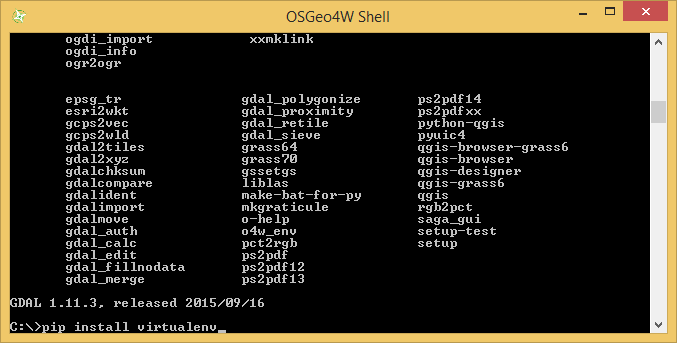 OSGeo4W Shell
ogdi_import xxmklink
ogdi_info
ogr2ogr
epsg_tr gdal_polygonize ps2pdf14
esri2wkt gdal_proximity ps2pdfxx
gcps2vec gdal_retile python-qgis
gcps2wld gdal_sieve pyuic4
gdal2tiles grass64 qgis-browser-grass6
gdal2xyz grass70 qgis-browser
gdalchksum gssetgs qgis-designer
gdalcompare liblas qgis-grass6
gdalident make-bat-for-py qgis
gdalimport mkgraticule rgb2pct
gdalmove o-help saga_gui
gdal_auth o4w_env setup-test
gdal_calc pct2rgb setup
gdal_edit ps2pdf
gdal_fillnodata ps2pdf12
gdal_merge ps2pdf13
GDAL 1.11.3, released 2015/09/16
C:\>pip install virtualenv_